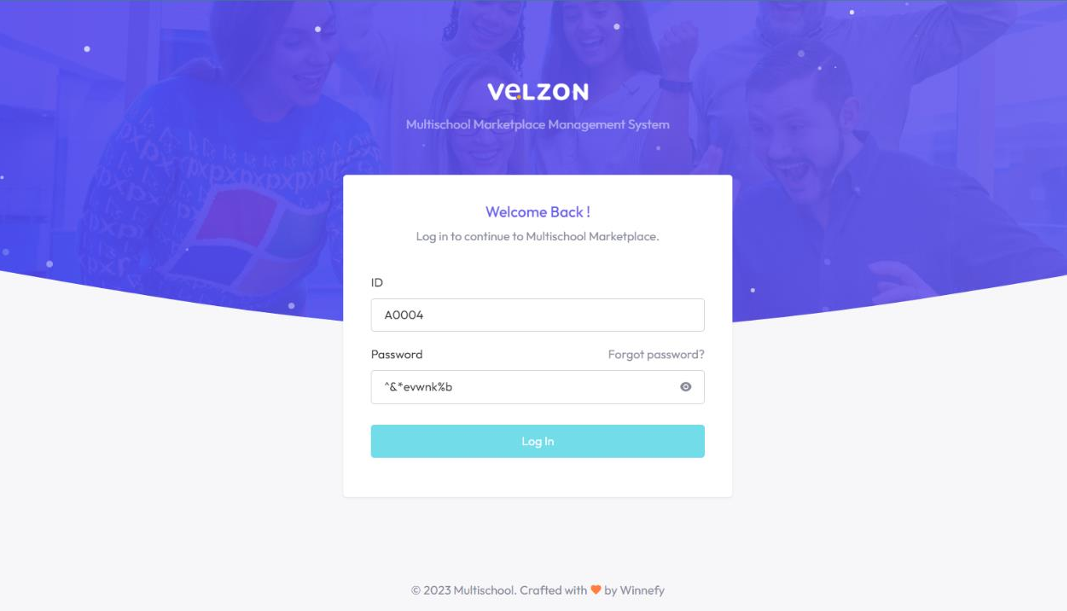 VELZON
Multischool Marketplace Management System
Welcome Back !
Log in to continue to Multischool Marketplace.
ID
A0004
Password Forgot password?
^&*evwnk%b
Log In
© 2023 Multischool. Crafted with 🧡 by Winnefy